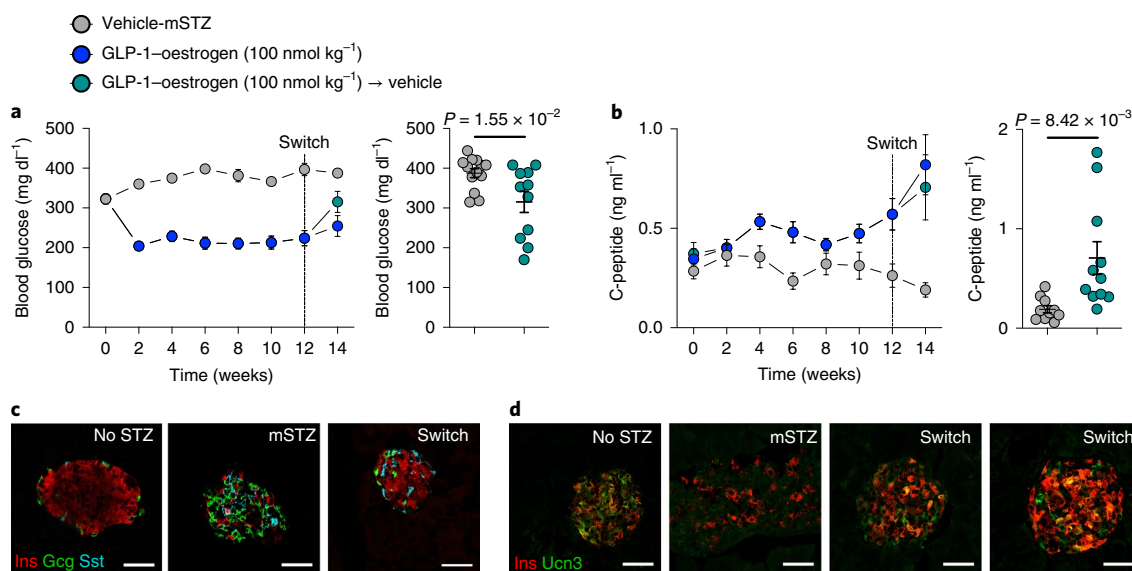 Vehicle-mSTZ
GLP-1–oestrogen (100 nmol kg⁻¹)
GLP-1–oestrogen (100 nmol kg⁻¹) → vehicle
a
Blood glucose (mg dl⁻¹)
500
400
300
200
100
0
Switch
0 2 4 6 8 10 12 14
Time (weeks)
P = 1.55 × 10⁻²
Blood glucose (mg dl⁻¹)
500
400
300
200
100
0
b
C-peptide (ng ml⁻¹)
1.0
0.5
0.0
Switch
0 2 4 6 8 10 12 14
Time (weeks)
P = 8.42 × 10⁻³
C-peptide (ng ml⁻¹)
2
1
0
c
No STZ
Ins Gcg Sst
mSTZ
Switch
d
No STZ
Ins Ucn3
mSTZ
Switch
Switch